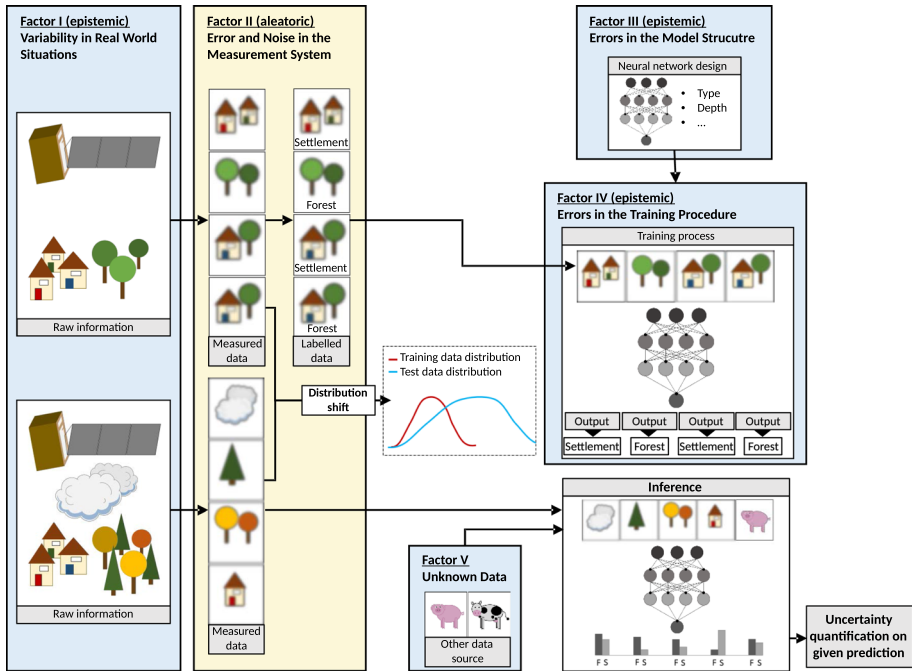 Factor I (epistemic)
Variability in Real World
Situations
Raw information
Raw information
Factor II (aleatoric)
Error and Noise in the
Measurement System
Settlement
Forest
Settlement
Forest
Measured
data
Labelled
data
Measured
data
Distribution
shift
Training data distribution
Test data distribution
Factor III (epistemic)
Errors in the Model Strucutre
Neural network design
• Type
• Depth
• ...
Factor IV (epistemic)
Errors in the Training Procedure
Training process
Output Output Output Output
Settlement Forest Settlement Forest
Factor V
Unknown Data
Other data
source
Inference
F S F S F S F S F S
Uncertainty
quantification on
given prediction